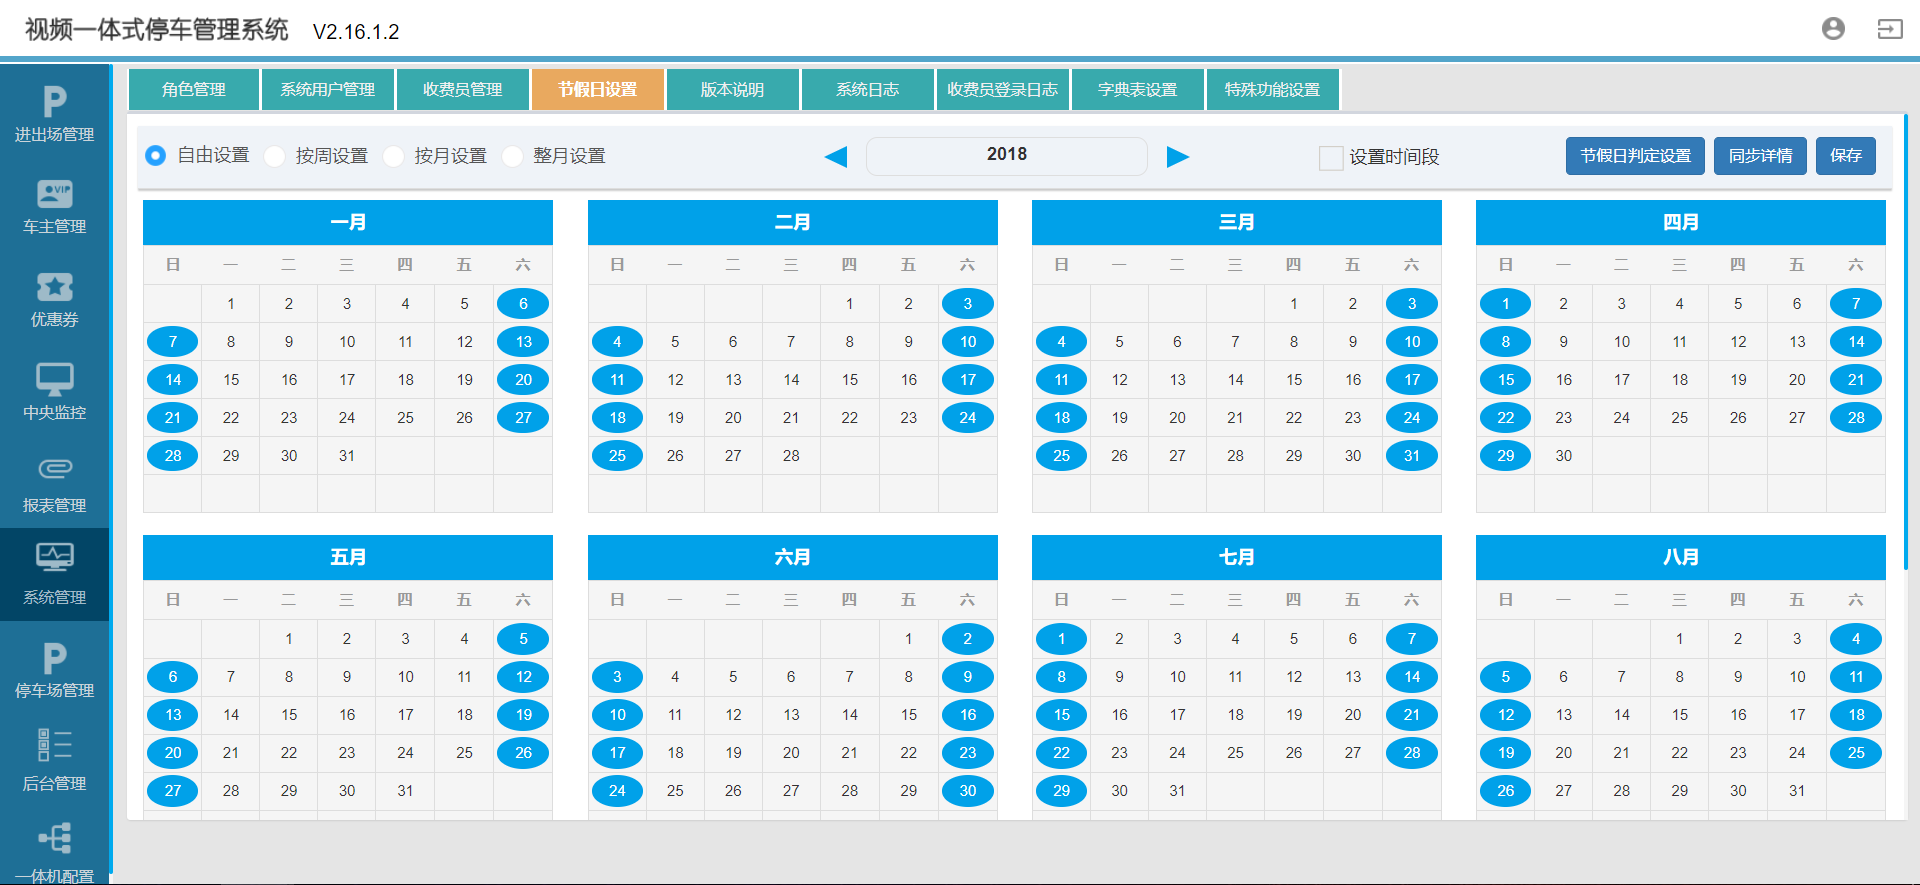 视频一体式停车管理系统 V2.16.1.2
角色管理 系统用户管理 收费员管理 节假日设置 版本说明 系统日志 收费员登录日志 字典表设置 特殊功能设置
进出场管理
车主管理
优惠券
中央监控
报表管理
系统管理
停车场管理
后台管理
一体机配置
自由设置 按周设置 按月设置 整月设置 2018 设置时间段 节假日判定设置 同步详情 保存
一月
日 一 二 三 四 五 六
1 2 3 4 5 6
7 8 9 10 11 12 13
14 15 16 17 18 19 20
21 22 23 24 25 26 27
28 29 30 31
二月
日 一 二 三 四 五 六
1 2 3
4 5 6 7 8 9 10
11 12 13 14 15 16 17
18 19 20 21 22 23 24
25 26 27 28
三月
日 一 二 三 四 五 六
1 2 3
4 5 6 7 8 9 10
11 12 13 14 15 16 17
18 19 20 21 22 23 24
25 26 27 28 29 30 31
四月
日 一 二 三 四 五 六
1 2 3 4 5 6 7
8 9 10 11 12 13 14
15 16 17 18 19 20 21
22 23 24 25 26 27 28
29 30
五月
日 一 二 三 四 五 六
1 2 3 4 5
6 7 8 9 10 11 12
13 14 15 16 17 18 19
20 21 22 23 24 25 26
27 28 29 30 31
六月
日 一 二 三 四 五 六
1 2
3 4 5 6 7 8 9
10 11 12 13 14 15 16
17 18 19 20 21 22 23
24 25 26 27 28 29 30
七月
日 一 二 三 四 五 六
1 2 3 4 5 6 7
8 9 10 11 12 13 14
15 16 17 18 19 20 21
22 23 24 25 26 27 28
29 30 31
八月
日 一 二 三 四 五 六
1 2 3 4
5 6 7 8 9 10 11
12 13 14 15 16 17 18
19 20 21 22 23 24 25
26 27 28 29 30 31